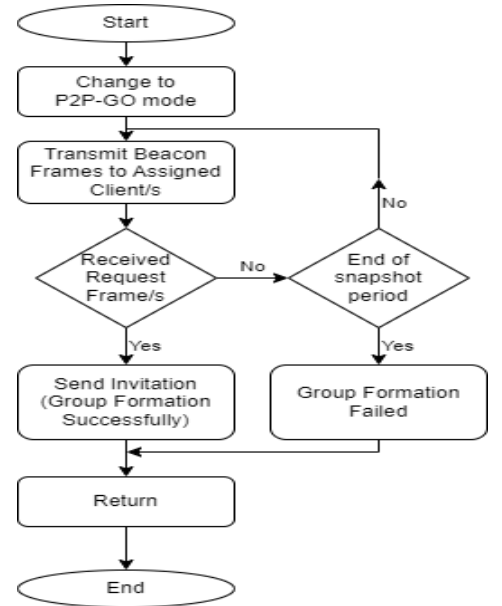 Start
Change to
P2P-GO mode
Transmit Beacon
Frames to Assigned
Client/s
No
Received
Request
Frame/s
No
End of
snapshot
period
Yes
Yes
Send Invitation
(Group Formation
Successfully)
Group Formation
Failed
Return
End